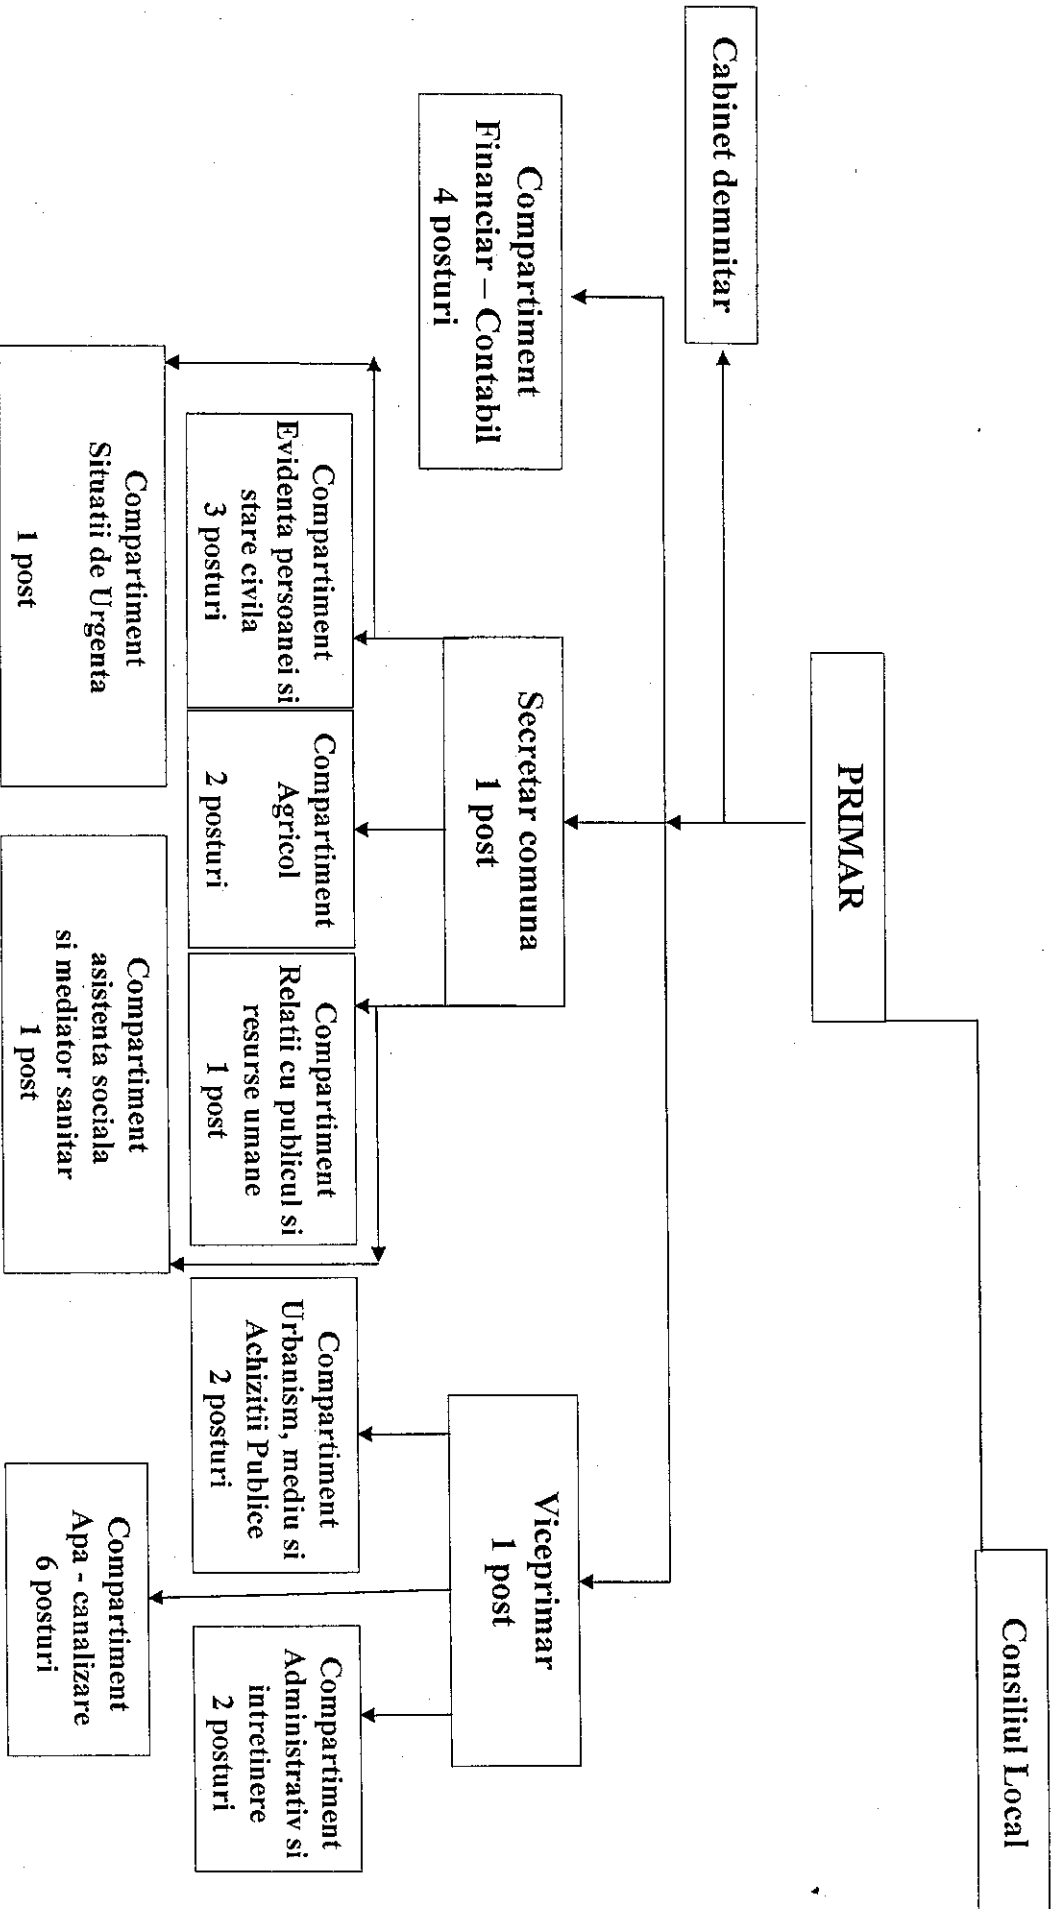 Consiliul Local
PRIMAR
Cabinet demnitar
Compartiment
Financiar – Contabil
4 posturi
Secretar comuna
1 post
Viceprimar
1 post
Compartiment
Evidenta persoanei si
stare civila
3 posturi
Compartiment
Agricol
2 posturi
Compartiment
Relatii cu publicul si
resurse umane
1 post
Compartiment
Urbanism, mediu si
Achizitii Publice
2 posturi
Compartiment
Administrativ si
intretinere
2 posturi
Compartiment
Situatii de Urgenta
1 post
Compartiment
asistenta sociala
si mediator sanitar
1 post
Compartiment
Apa - canalizare
6 posturi